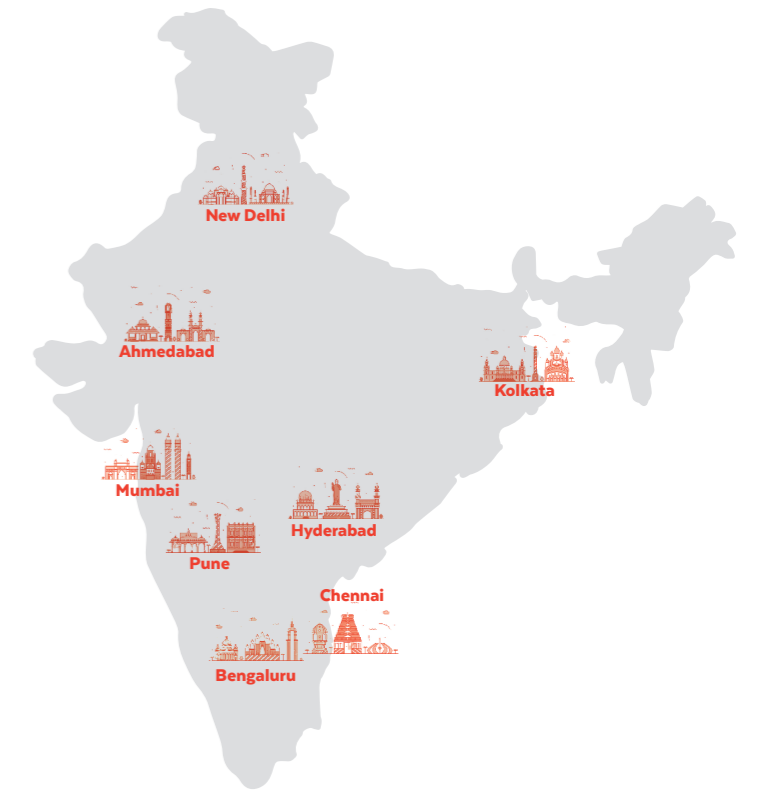 New Delhi
Ahmedabad
Kolkata
Mumbai
Hyderabad
Pune
Chennai
Bengaluru